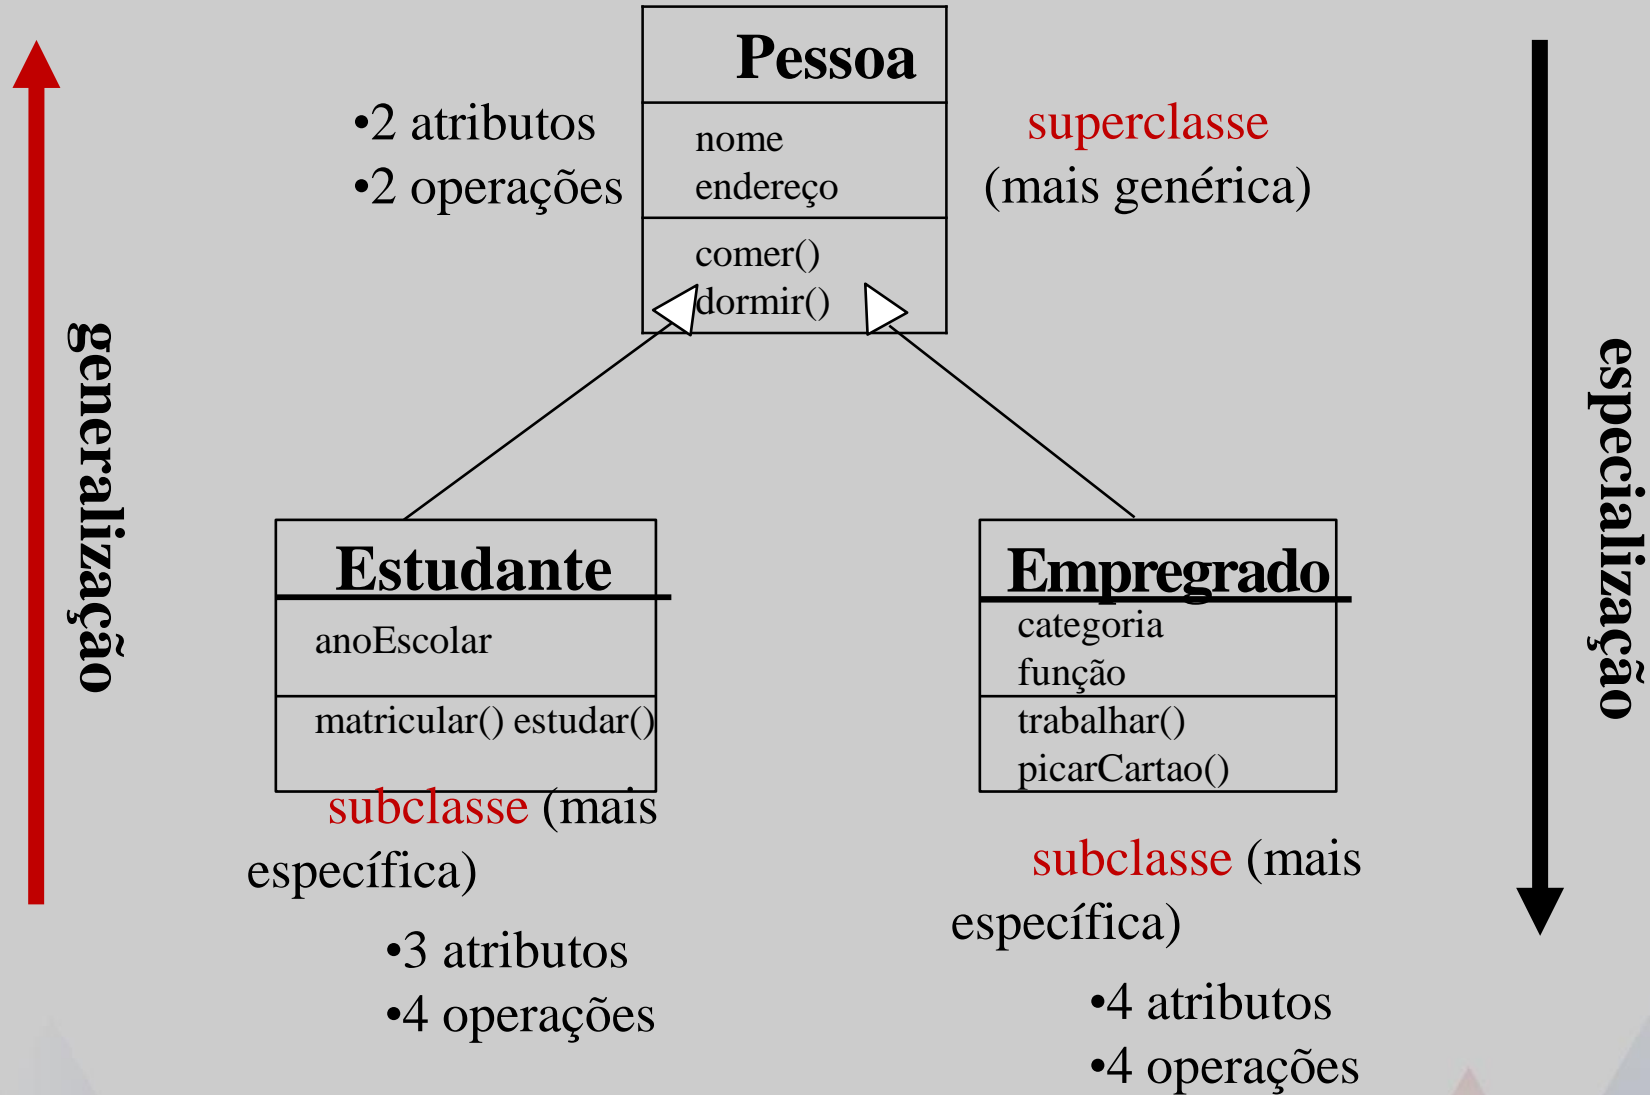 Pessoa
•2 atributos
•2 operações
nome
endereço
superclasse
(mais genérica)
comer()
dormir()
generalização
especialização
Estudante
anoEscolar
matricular() estudar()
subclasse (mais
específica)
•3 atributos
•4 operações
Empregrado
categoria
função
trabalhar()
picarCartao()
subclasse (mais
específica)
•4 atributos
•4 operações